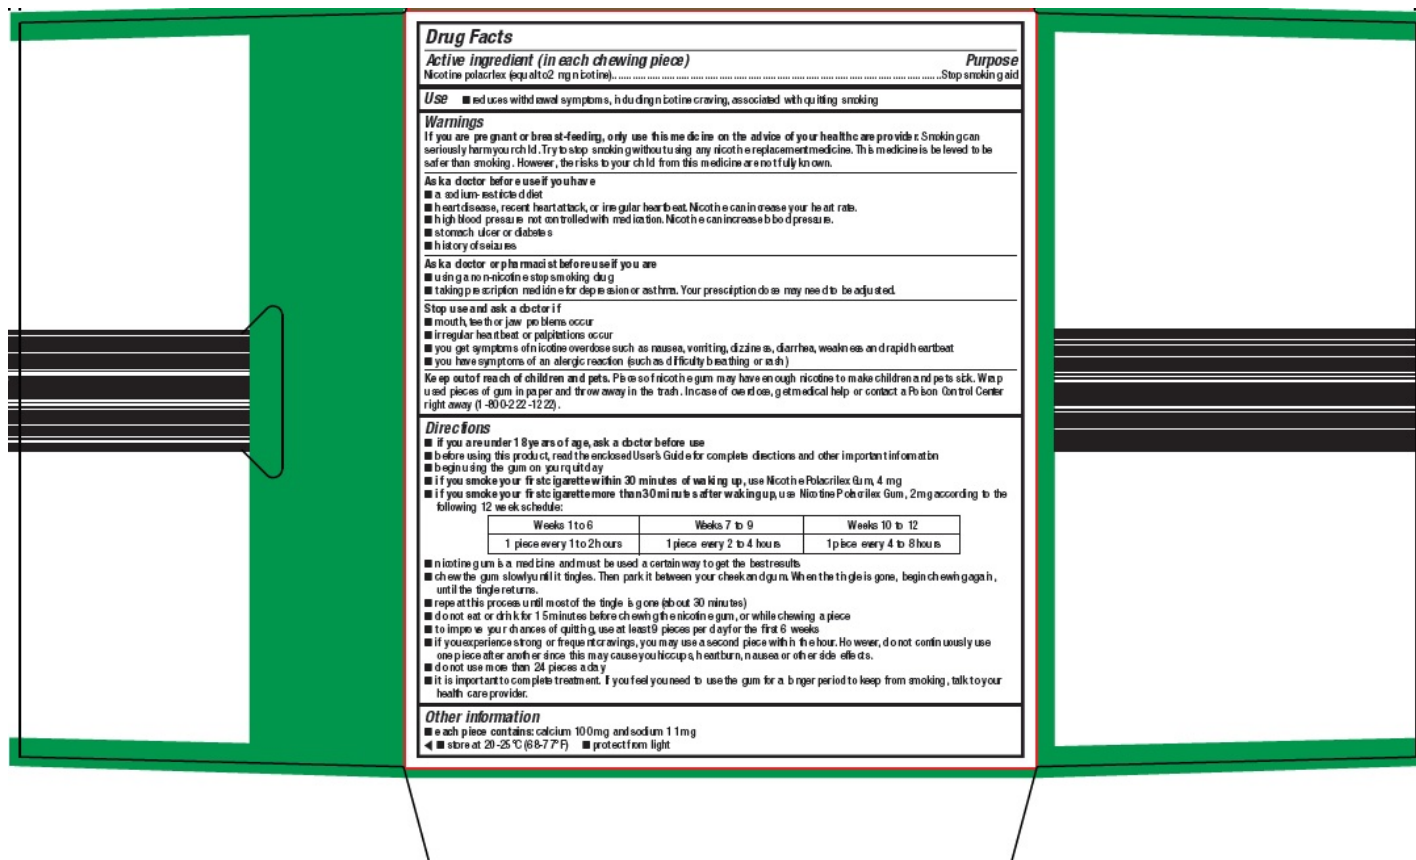 Drug Facts
Active ingredient (in each chewing piece) Purpose
Nicotine polacrilex (equal to 2 mg nicotine)........................................Stop smoking aid
Use ■ reduces withdrawal symptoms, including nicotine craving, associated with quitting smoking
Warnings
If you are pregnant or breast-feeding, only use this medicine on the advice of your health care provider. Smoking can
seriously harm your child. Try to stop smoking without using any nicotine replacement medicine. This medicine is believed to be
safer than smoking. However, the risks to your child from this medicine are not fully known.
Ask a doctor before use if you have
■ a sodium-restricted diet
■ heart disease, recent heart attack, or irregular heartbeat. Nicotine can increase your heart rate.
■ high blood pressure not controlled with medication. Nicotine can increase blood pressure.
■ stomach ulcer or diabetes
■ history of seizures
Ask a doctor or pharmacist before use if you are
■ using a non-nicotine stop smoking drug
■ taking prescription medicine for depression or asthma. Your prescription dose may need to be adjusted.
Stop use and ask a doctor if
■ mouth, teeth or jaw problems occur
■ irregular heartbeat or palpitations occur
■ you get symptoms of nicotine overdose such as nausea, vomiting, dizziness, diarrhea, weakness and rapid heartbeat
■ you have symptoms of an allergic reaction (such as difficulty breathing or rash)
Keep out of reach of children and pets. Pieces of nicotine gum may have enough nicotine to make children and pets sick. Wrap
used pieces of gum in paper and throw away in the trash. In case of overdose, get medical help or contact a Poison Control Center
right away (1-800-222-1222).
Directions
■ if you are under 18 years of age, ask a doctor before use
■ before using this product, read the enclosed User's Guide for complete directions and other important information
■ begin using the gum on your quit day
■ if you smoke your first cigarette within 30 minutes of waking up, use Nicotine Polacrilex Gum, 4 mg
■ if you smoke your first cigarette more than 30 minutes after waking up, use Nicotine Polacrilex Gum, 2 mg according to the
following 12 week schedule:
Weeks 1 to 6 Weeks 7 to 9 Weeks 10 to 12
1 piece every 1 to 2 hours 1 piece every 2 to 4 hours 1 piece every 4 to 8 hours
■ nicotine gum is a medicine and must be used a certain way to get the best results
■ chew the gum slowly until it tingles. Then park it between your cheek and gum. When the tingle is gone, begin chewing again,
until the tingle returns.
■ repeat this process until most of the tingle is gone (about 30 minutes)
■ do not eat or drink for 15 minutes before chewing the nicotine gum, or while chewing a piece
■ to improve your chances of quitting, use at least 9 pieces per day for the first 6 weeks
■ if you experience strong or frequent cravings, you may use a second piece within the hour. However, do not continuously use
one piece after another since this may cause you hiccups, heartburn, nausea or other side effects.
■ do not use more than 24 pieces a day
■ it is important to complete treatment. If you feel you need to use the gum for a longer period to keep from smoking, talk to your
health care provider.
Other information
■ each piece contains: calcium 100 mg and sodium 11 mg
■ store at 20-25°C (68-77°F) ■ protect from light